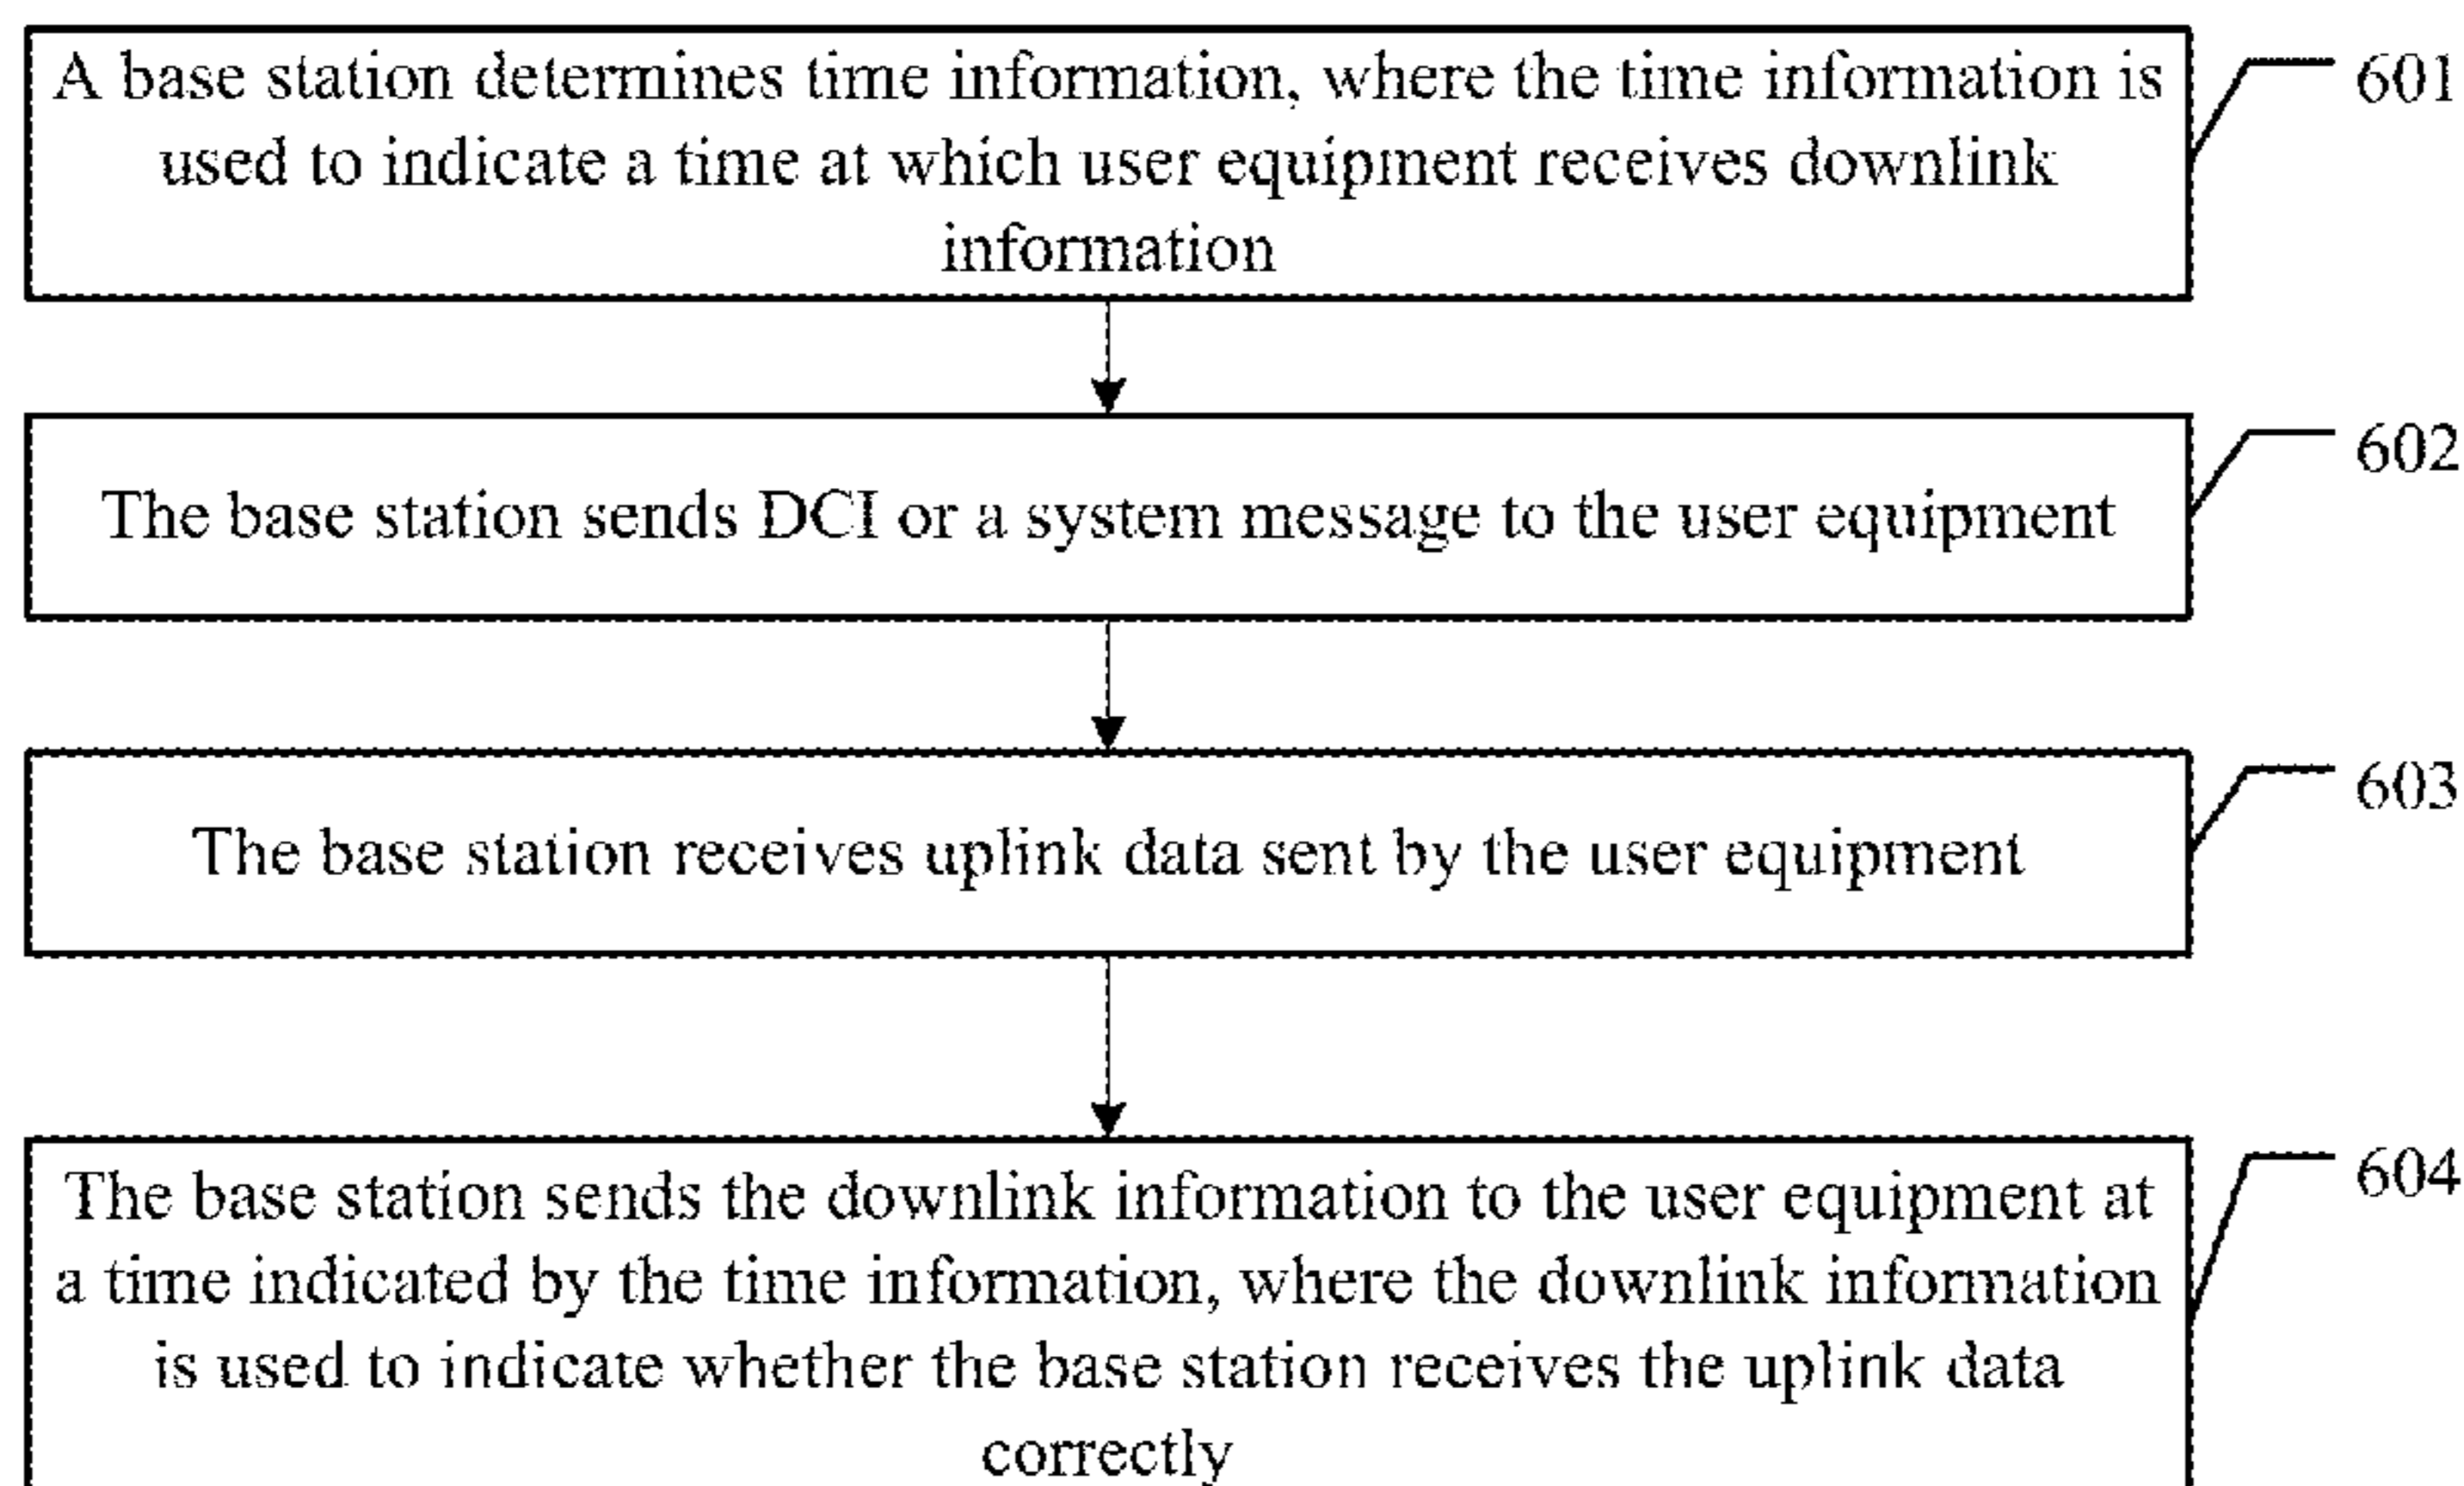 A base station determines time information, where the time information is
used to indicate a time at which user equipment receives downlink
information
601
The base station sends DCI or a system message to the user equipment
602
The base station receives uplink data sent by the user equipment
603
The base station sends the downlink information to the user equipment at
a time indicated by the time information, where the downlink information
is used to indicate whether the base station receives the uplink data
correctly
604